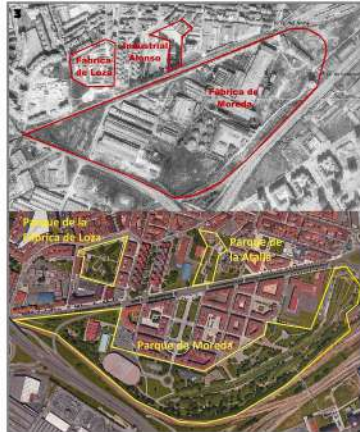 3
Fábrica
de Loza
Industrial
Alonso
Fábrica de
Moreda
Parque de la
Fábrica de Loza
Parque de
la Atalía
Parque de Moreda